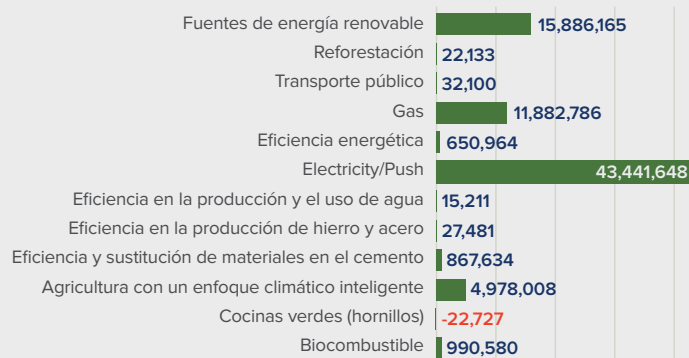 Fuentes de energía renovable 15,886,165
Reforestación 22,133
Transporte público 32,100
Gas 11,882,786
Eficiencia energética 650,964
Electricity/Push 43,441,648
Eficiencia en la producción y el uso de agua 15,211
Eficiencia en la producción de hierro y acero 27,481
Eficiencia y sustitución de materiales en el cemento 867,634
Agricultura con un enfoque climático inteligente 4,978,008
Cocinas verdes (hornillos) -22,727
Biocombustible 990,580